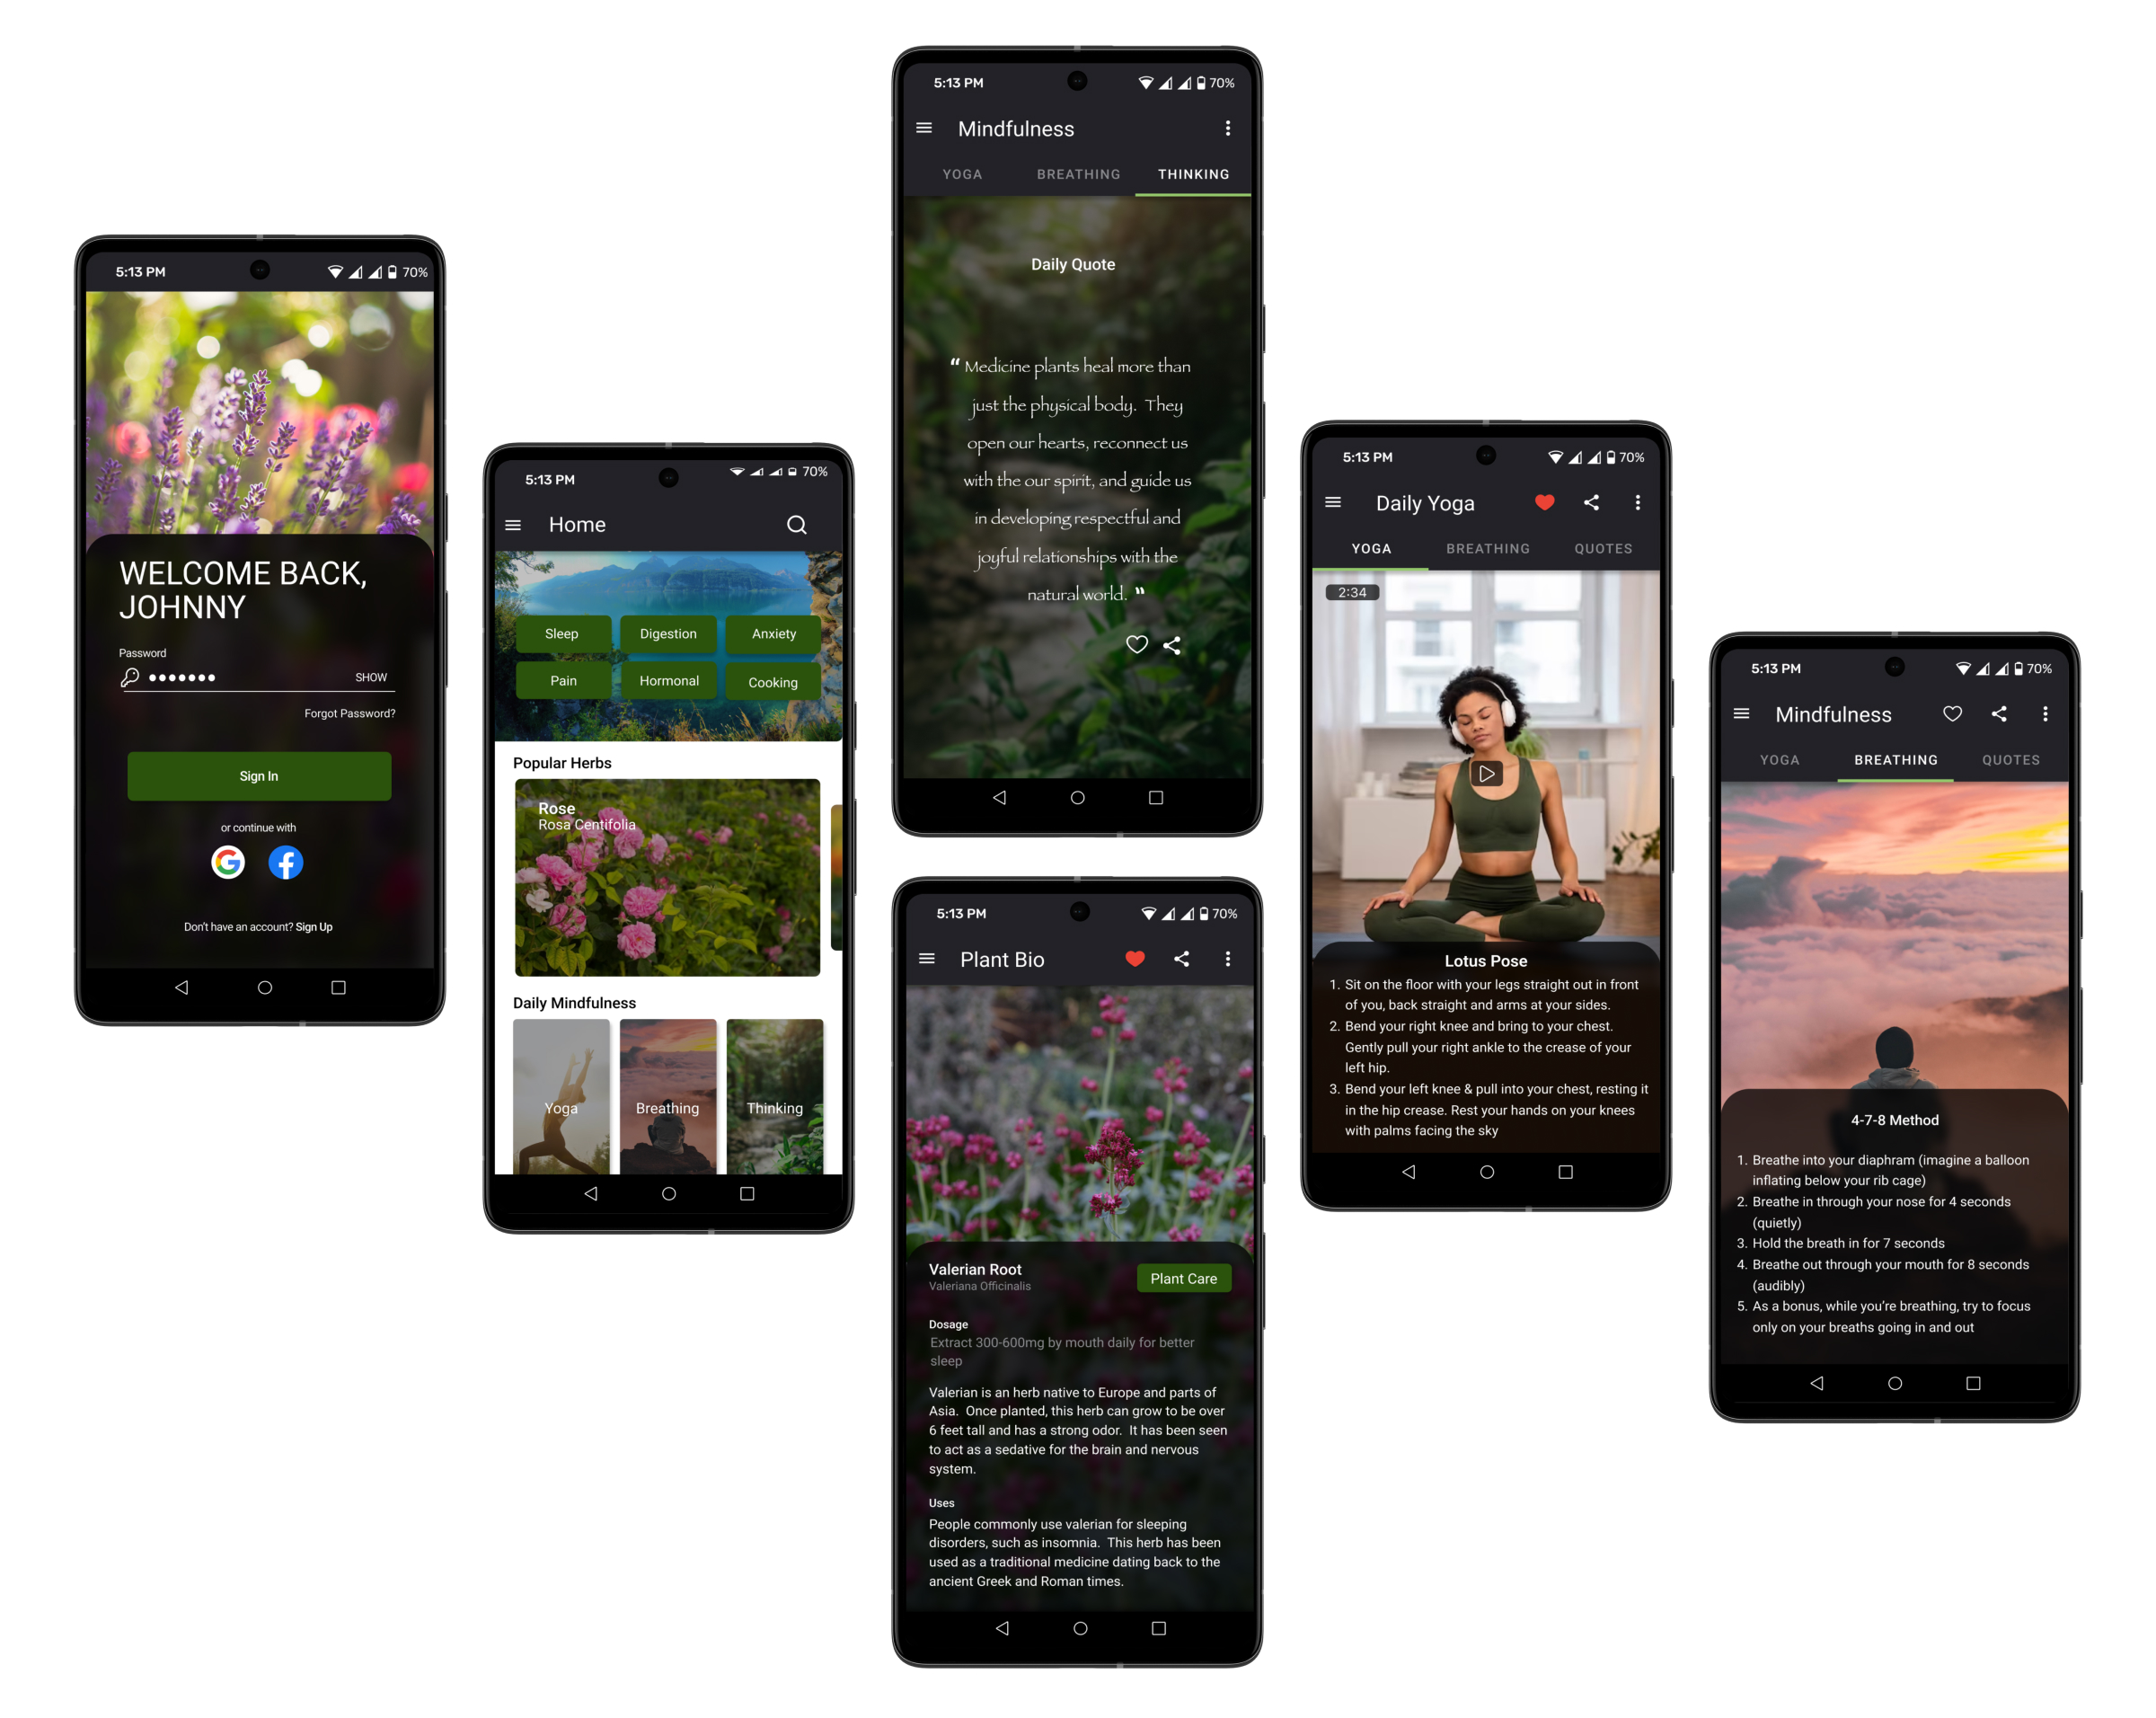 5:13 PM
70%
WELCOME BACK,
JOHNNY
Password
SHOW
Forgot Password?
Sign In
or continue with
Don't have an account? Sign Up
5:13 PM
70%
Home
Sleep
Digestion
Anxiety
Pain
Hormonal
Cooking
Popular Herbs
Rose
Rosa Centifolia
Daily Mindfulness
Yoga
Breathing
Thinking
5:13 PM
70%
Mindfulness
YOGA
BREATHING
THINKING
Daily Quote
“ Medicine plants heal more than
just the physical body. They
open our hearts, reconnect us
with the our spirit, and guide us
in developing respectful and
joyful relationships with the
natural world. ”
5:13 PM
70%
Plant Bio
Valerian Root
Valeriana Officinalis
Plant Care
Dosage
Extract 300-600mg by mouth daily for better
sleep
Valerian is an herb native to Europe and parts of
Asia. Once planted, this herb can grow to be over
6 feet tall and has a strong odor. It has been seen
to act as a sedative for the brain and nervous
system.
Uses
People commonly use valerian for sleeping
disorders, such as insomnia. This herb has been
used as a traditional medicine dating back to the
ancient Greek and Roman times.
5:13 PM
70%
Daily Yoga
YOGA
BREATHING
QUOTES
2:34
Lotus Pose
1. Sit on the floor with your legs straight out in front
of you, back straight and arms at your sides.
2. Bend your right knee and bring to your chest.
Gently pull your right ankle to the crease of your
left hip.
3. Bend your left knee & pull into your chest, resting it
in the hip crease. Rest your hands on your knees
with palms facing the sky
5:13 PM
70%
Mindfulness
YOGA
BREATHING
QUOTES
4-7-8 Method
1. Breathe into your diaphram (imagine a balloon
inflating below your rib cage)
2. Breathe in through your nose for 4 seconds
(quietly)
3. Hold the breath in for 7 seconds
4. Breathe out through your mouth for 8 seconds
(audibly)
5. As a bonus, while you're breathing, try to focus
only on your breaths going in and out